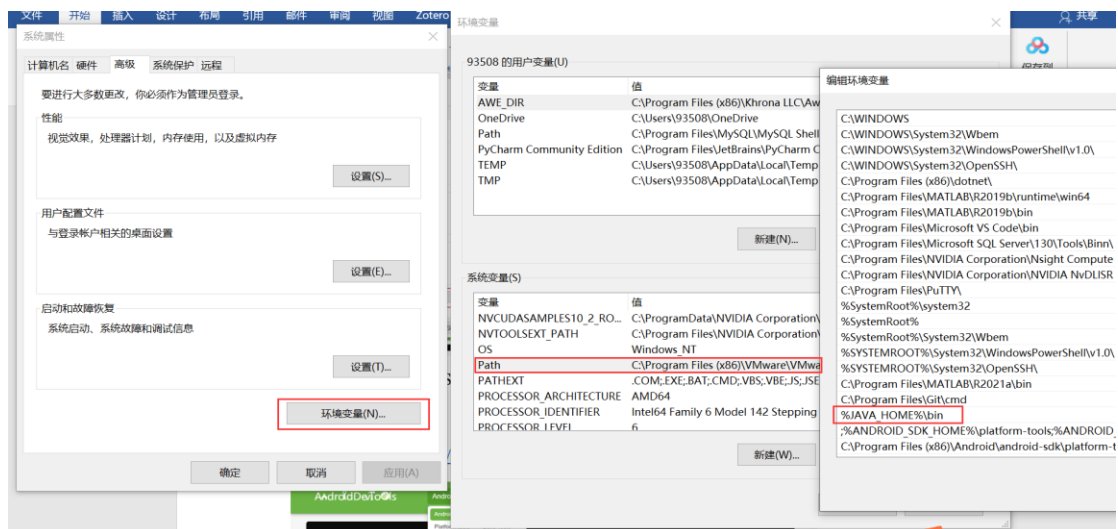 文件 开始 插入 设计 布局 引用 邮件 审阅 视图 Zotero
共享
保存到
系统属性
计算机名 硬件 高级 系统保护 远程
要进行大多数更改，你必须作为管理员登录。
性能
视觉效果，处理器计划，内存使用，以及虚拟内存
设置(S)...
用户配置文件
与登录帐户相关的桌面设置
设置(E)...
启动和故障恢复
系统启动、系统故障和调试信息
设置(T)...
环境变量(N)...
确定 取消 应用(A)
AndroidDevTools
环境变量
93508 的用户变量(U)
变量 值
AWE_DIR C:\Program Files (x86)\Khrona LLC\Aw
OneDrive C:\Users\93508\OneDrive
Path C:\Program Files\MySQL\MySQL Shell
PyCharm Community Edition C:\Program Files\JetBrains\PyCharm C
TEMP C:\Users\93508\AppData\Local\Temp
TMP C:\Users\93508\AppData\Local\Temp
新建(N)...
系统变量(S)
变量 值
NVCUDASAMPLES10_2_RO... C:\ProgramData\NVIDIA Corporation\
NVTOOLSEXT_PATH C:\Program Files\NVIDIA Corporation\
OS Windows_NT
Path C:\Program Files (x86)\VMware\VMwa
PATHEXT .COM;.EXE;.BAT;.CMD;.VBS;.VBE;.JS;.JSE
PROCESSOR_ARCHITECTURE AMD64
PROCESSOR_IDENTIFIER Intel64 Family 6 Model 142 Stepping
PROCESSOR_LEVEL 6
新建(W)...
编辑环境变量
C:\WINDOWS
C:\WINDOWS\System32\Wbem
C:\WINDOWS\System32\WindowsPowerShell\v1.0\
C:\WINDOWS\System32\OpenSSH\
C:\Program Files (x86)\dotnet\
C:\Program Files\MATLAB\R2019b\runtime\win64
C:\Program Files\MATLAB\R2019b\bin
C:\Program Files\Microsoft VS Code\bin
C:\Program Files\Microsoft SQL Server\130\Tools\Binn\
C:\Program Files\NVIDIA Corporation\Nsight Compute
C:\Program Files\NVIDIA Corporation\NVIDIA NvDLISR
C:\Program Files\PuTTY\
%SystemRoot%\system32
%SystemRoot%
%SystemRoot%\System32\Wbem
%SYSTEMROOT%\System32\WindowsPowerShell\v1.0\
%SYSTEMROOT%\System32\OpenSSH\
C:\Program Files\MATLAB\R2021a\bin
C:\Program Files\Git\cmd
%JAVA_HOME%\bin
;%ANDROID_SDK_HOME%\platform-tools;%ANDROID_
C:\Program Files (x86)\Android\android-sdk\platform-t